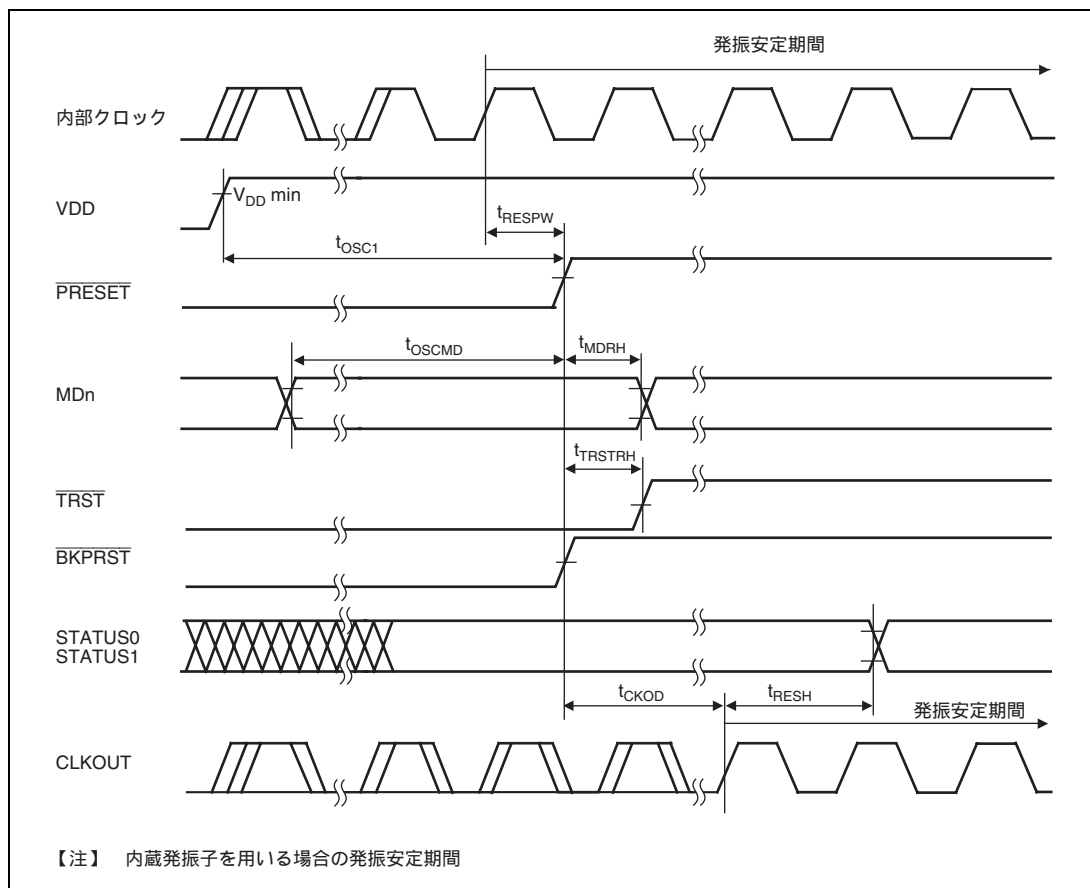 発振安定期間
内部クロック
VDD
VDD min
tRESPW
tOSC1
PRESET
tOSCMD
tMDRH
MDn
tTRSTRH
TRST
BKPRST
STATUS0
STATUS1
tCKOD
tRESH
発振安定期間
CLKOUT
【注】 内蔵発振子を用いる場合の発振安定期間